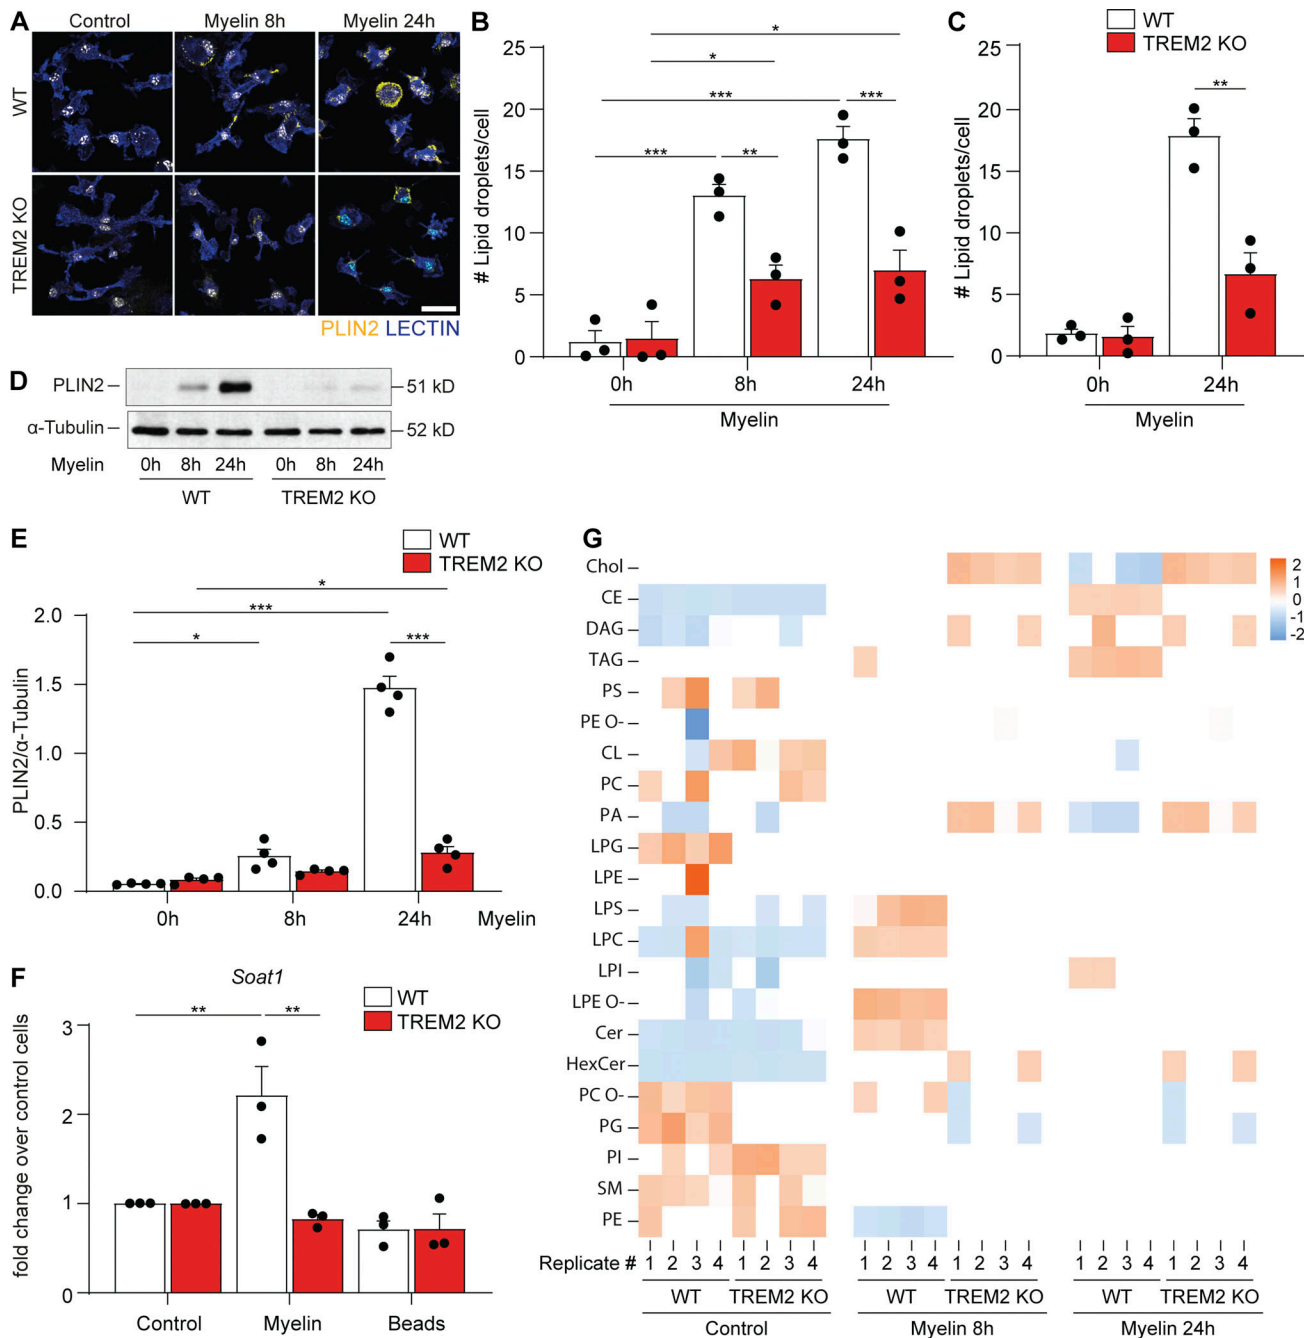 A
Control
Myelin 8h
Myelin 24h
WT
TREM2 KO
PLIN2 LECTIN
B
# Lipid droplets/cell
25
20
15
10
5
0
*
*
***
***
***
**
0h
8h
24h
Myelin
C
WT
TREM2 KO
# Lipid droplets/cell
25
20
15
10
5
0
**
0h
24h
Myelin
D
PLIN2
51 kD
α-Tubulin
52 kD
Myelin 0h 8h 24h 0h 8h 24h
WT TREM2 KO
E
WT
TREM2 KO
PLIN2/α-Tubulin
2.0
1.5
1.0
0.5
0.0
*
***
*
***
0h
8h
24h
Myelin
F
Soat1
WT
TREM2 KO
fold change over control cells
3
2
1
0
**
**
Control
Myelin
Beads
G
Chol
CE
DAG
TAG
PS
PE O-
CL
PC
PA
LPG
LPE
LPS
LPC
LPI
LPE O-
Cer
HexCer
PC O-
PG
PI
SM
PE
2
1
0
-1
-2
Replicate # 1 2 3 4 1 2 3 4 1 2 3 4 1 2 3 4 1 2 3 4 1 2 3 4
WT TREM2 KO WT TREM2 KO WT TREM2 KO
Control Myelin 8h Myelin 24h